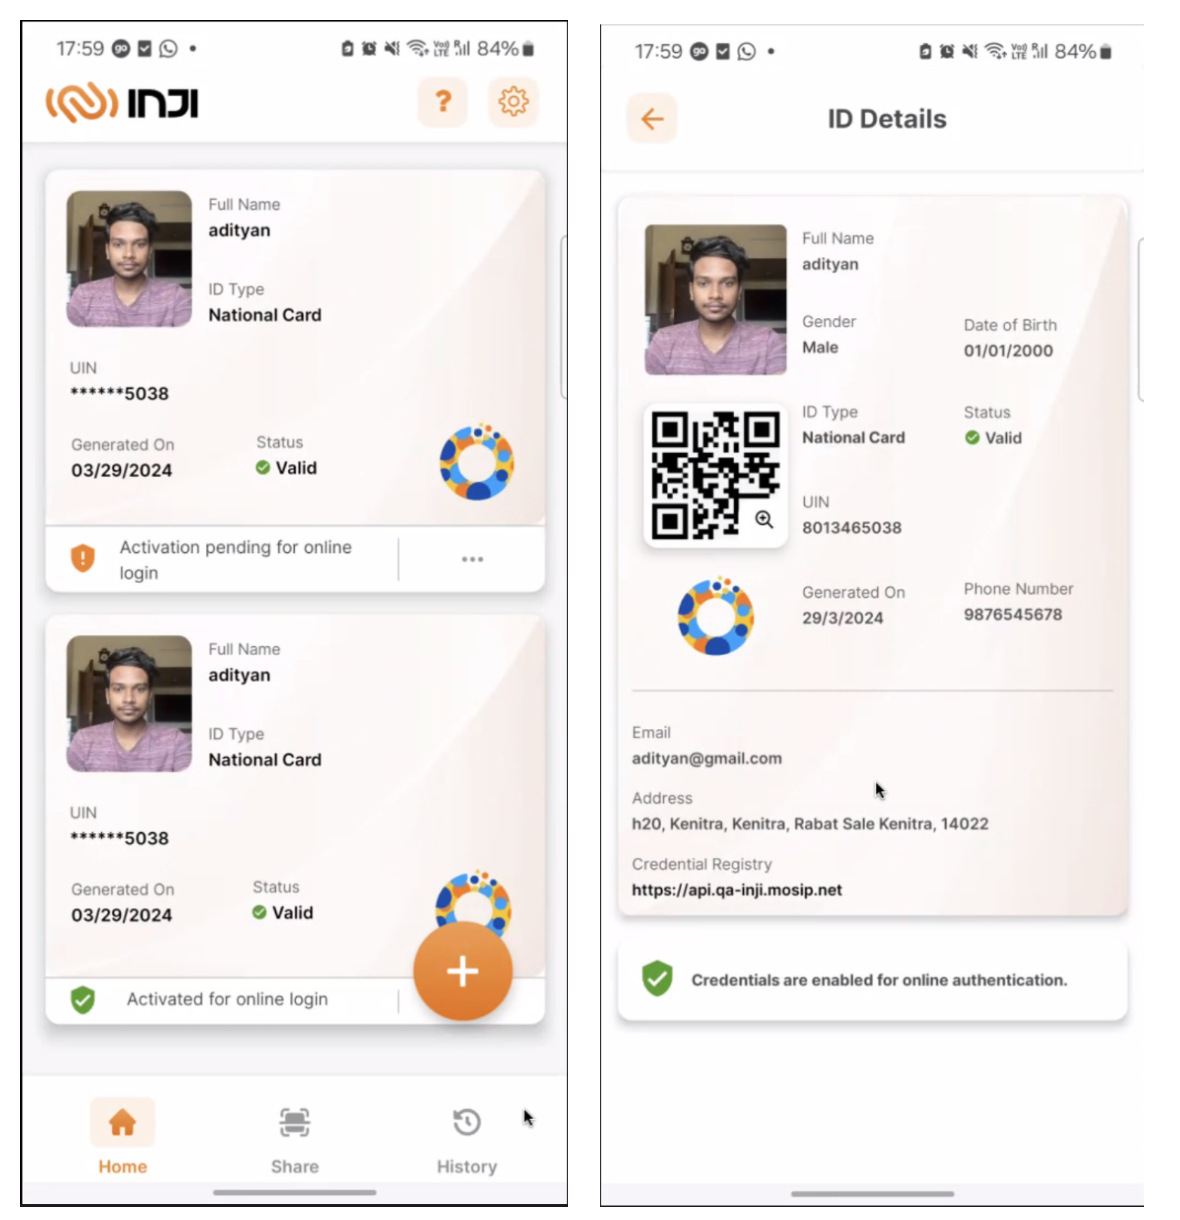 17:59
84%
INJI
?
Full Name
adityan
ID Type
National Card
UIN
******5038
Generated On
Status
03/29/2024
Valid
Activation pending for online
login
Full Name
adityan
ID Type
National Card
UIN
******5038
Generated On
Status
03/29/2024
Valid
Activated for online login
Home
Share
History
17:59
84%
ID Details
Full Name
adityan
Gender
Date of Birth
Male
01/01/2000
ID Type
Status
National Card
Valid
UIN
8013465038
Generated On
Phone Number
29/3/2024
9876545678
Email
adityan@gmail.com
Address
h20, Kenitra, Kenitra, Rabat Sale Kenitra, 14022
Credential Registry
https://api.qa-inji.mosip.net
Credentials are enabled for online authentication.